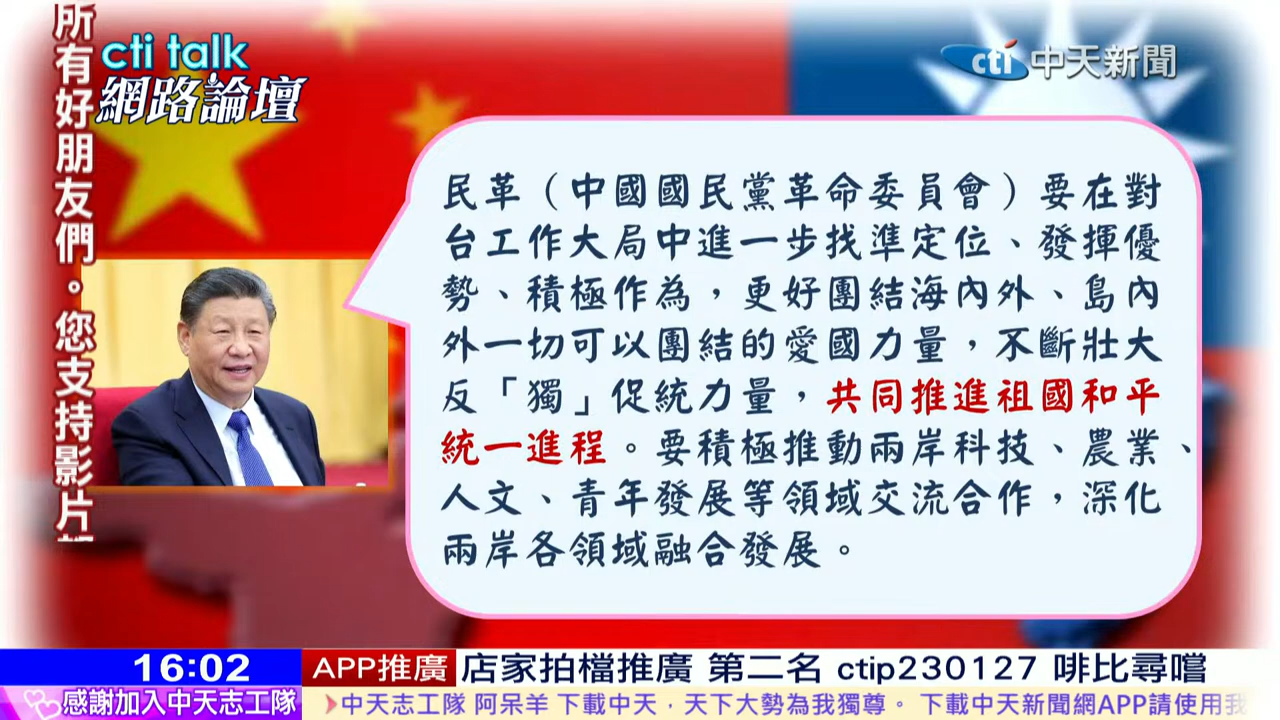 所有好朋友們。您支持影片
cti talk
網路論壇
cti 中天新聞
民革（中國國民黨革命委員會）要在對
台工作大局中進一步找準定位、發揮優
勢、積極作為，更好團結海內外、島內
外一切可以團結的愛國力量，不斷壯大
反「獨」促統力量，共同推進祖國和平
統一進程。要積極推動兩岸科技、農業、
人文、青年發展等領域交流合作，深化
兩岸各領域融合發展。
16:02
APP推廣
店家拍檔推廣 第二名 ctip230127 啡比尋嚐
感謝加入中天志工隊
中天志工隊 阿呆羊 下載中天，天下大勢為我獨尊。 下載中天新聞網APP請使用我